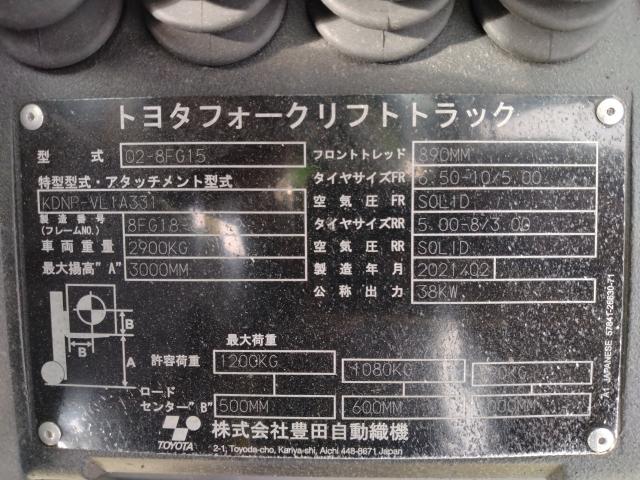 トヨタフォークリフトトラック
型式 02-8FG15 フロントトレッド 890MM
特型型式・アタッチメント型式 タイヤサイズFR 6.50-10/5.00
KDNP-VL1A331 空気圧FR SOLID
製造番号 (フレームNO.) 8FG18- タイヤサイズRR 5.00-8/3.00
車両重量 2900KG 空気圧RR SOLID
最大揚高"A" 3000MM 製造年月 2021/02
公称出力 38KW
B
B
A
最大荷重
許容荷重 1200KG 1080KG
ロード
センター"B" 500MM 600MM
TOYOTA 株式会社豊田自動織機
2-1, Toyoda-cho, Kariya-shi, Aichi 448-8671 Japan
JAPANESE 57841-26630-71